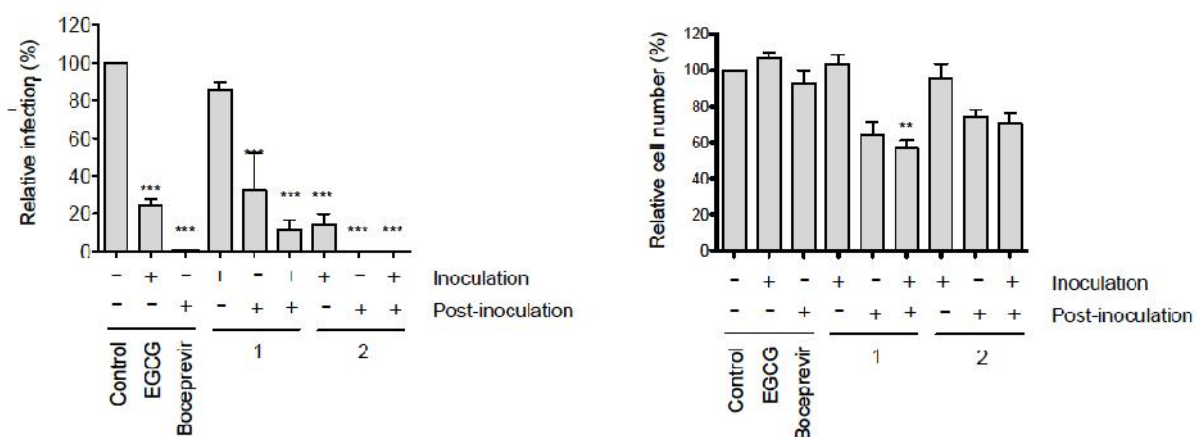 Relative infection (%)
120
100
80
60
40
20
0
***
***
***
***
***
***
***
– + – + – + + – + Inoculation
– – + – + + – + + Post-inoculation
Control
EGCG
Boceprevir
1
2
Relative cell number (%)
120
100
80
60
40
20
0
**
- + - + - + + - + Inoculation
- - + - + + - + + Post-inoculation
Control
EGCG
Boceprevir
1
2